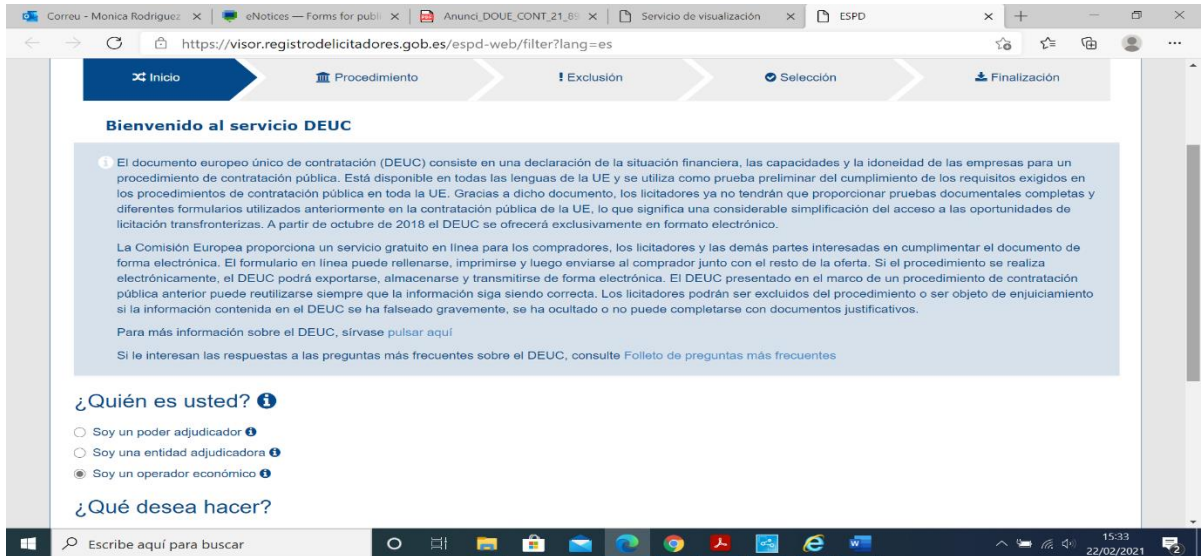 Correu - Monica Rodriguez
eNotices — Forms for publ
Anunci_DOUE_CONT_21_89
Servicio de visualización
ESPD
https://visor.registrodelicitadores.gob.es/espd-web/filter?lang=es
Inicio
Procedimiento
Exclusión
Selección
Finalización
Bienvenido al servicio DEUC
El documento europeo único de contratación (DEUC) consiste en una declaración de la situación financiera, las capacidades y la idoneidad de las empresas para un
procedimiento de contratación pública. Está disponible en todas las lenguas de la UE y se utiliza como prueba preliminar del cumplimiento de los requisitos exigidos en
los procedimientos de contratación pública en toda la UE. Gracias a dicho documento, los licitadores ya no tendrán que proporcionar pruebas documentales completas y
diferentes formularios utilizados anteriormente en la contratación pública de la UE, lo que significa una considerable simplificación del acceso a las oportunidades de
licitación transfronterizas. A partir de octubre de 2018 el DEUC se ofrecerá exclusivamente en formato electrónico.
La Comisión Europea proporciona un servicio gratuito en línea para los compradores, los licitadores y las demás partes interesadas en cumplimentar el documento de
forma electrónica. El formulario en línea puede rellenarse, imprimirse y luego enviarse al comprador junto con el resto de la oferta. Si el procedimiento se realiza
electrónicamente, el DEUC podrá exportarse, almacenarse y transmitirse de forma electrónica. El DEUC presentado en el marco de un procedimiento de contratación
pública anterior puede reutilizarse siempre que la información siga siendo correcta. Los licitadores podrán ser excluidos del procedimiento o ser objeto de enjuiciamiento
si la información contenida en el DEUC se ha falseado gravemente, se ha ocultado o no puede completarse con documentos justificativos.
Para más información sobre el DEUC, sírvase pulsar aquí
Si le interesan las respuestas a las preguntas más frecuentes sobre el DEUC, consulte Folleto de preguntas más frecuentes
¿Quién es usted?
Soy un poder adjudicador
Soy una entidad adjudicadora
Soy un operador económico
¿Qué desea hacer?
Escribe aquí para buscar
15:33
22/02/2021